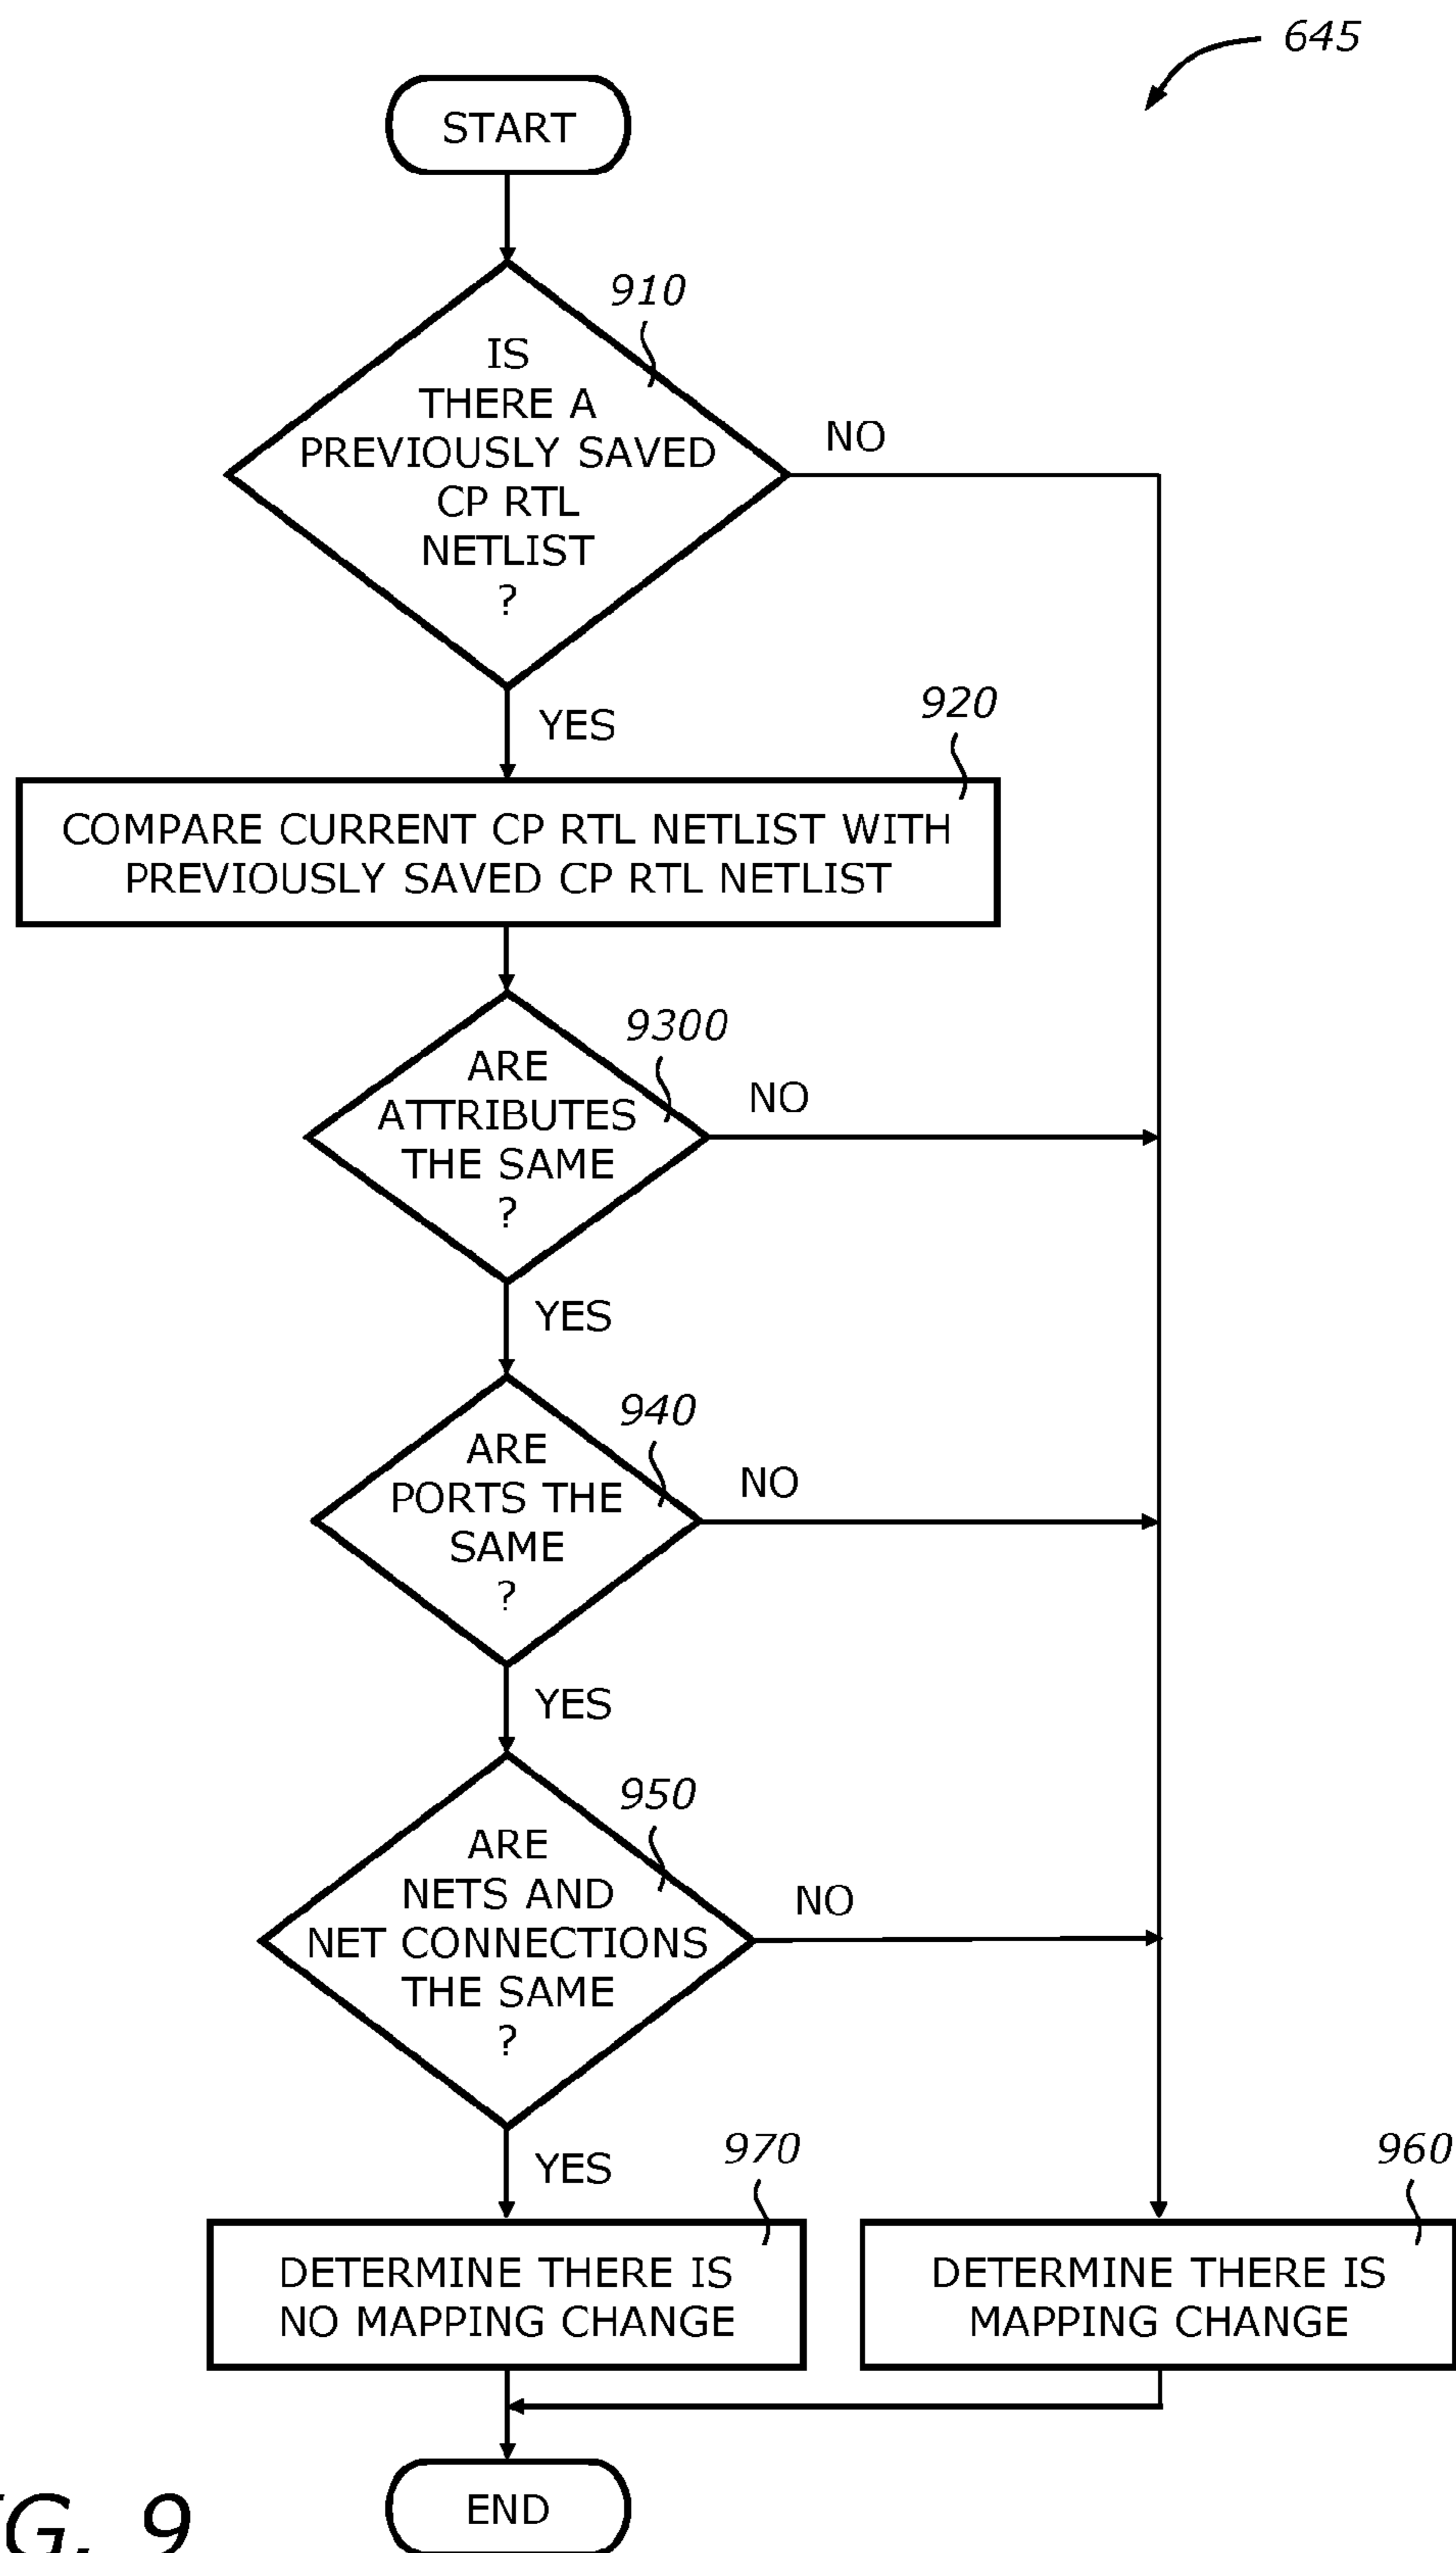 645
START
910
IS
THERE A
PREVIOUSLY SAVED
CP RTL
NETLIST
?
NO
YES
920
COMPARE CURRENT CP RTL NETLIST WITH
PREVIOUSLY SAVED CP RTL NETLIST
9300
ARE
ATTRIBUTES
THE SAME
?
NO
YES
940
ARE
PORTS THE
SAME
?
NO
YES
950
ARE
NETS AND
NET CONNECTIONS
THE SAME
?
NO
YES
970
960
DETERMINE THERE IS
NO MAPPING CHANGE
DETERMINE THERE IS
MAPPING CHANGE
END
G. 9